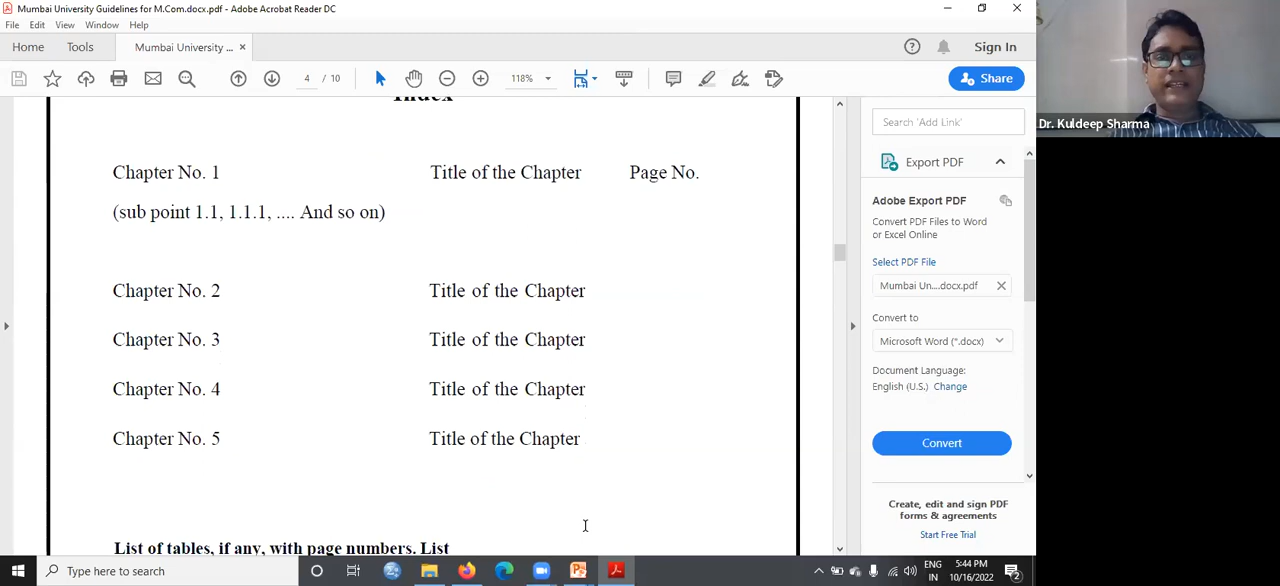 Mumbai University Guidelines for M.Com.docx.pdf - Adobe Acrobat Reader DC
File Edit View Window Help
Home Tools Mumbai University ... × Sign In
4 / 10 118% Share
Index
Chapter No. 1 Title of the Chapter Page No.
(sub point 1.1, 1.1.1, .... And so on)
Chapter No. 2 Title of the Chapter
Chapter No. 3 Title of the Chapter
Chapter No. 4 Title of the Chapter
Chapter No. 5 Title of the Chapter
List of tables, if any, with page numbers. List
Search 'Add Link'
Export PDF
Adobe Export PDF
Convert PDF Files to Word
or Excel Online
Select PDF File
Mumbai Un....docx.pdf
Convert to
Microsoft Word (*.docx)
Document Language:
English (U.S.) Change
Convert
Create, edit and sign PDF
forms & agreements
Start Free Trial
Dr. Kuldeep Sharma
Type here to search
ENG
IN
5:44 PM
10/16/2022
2